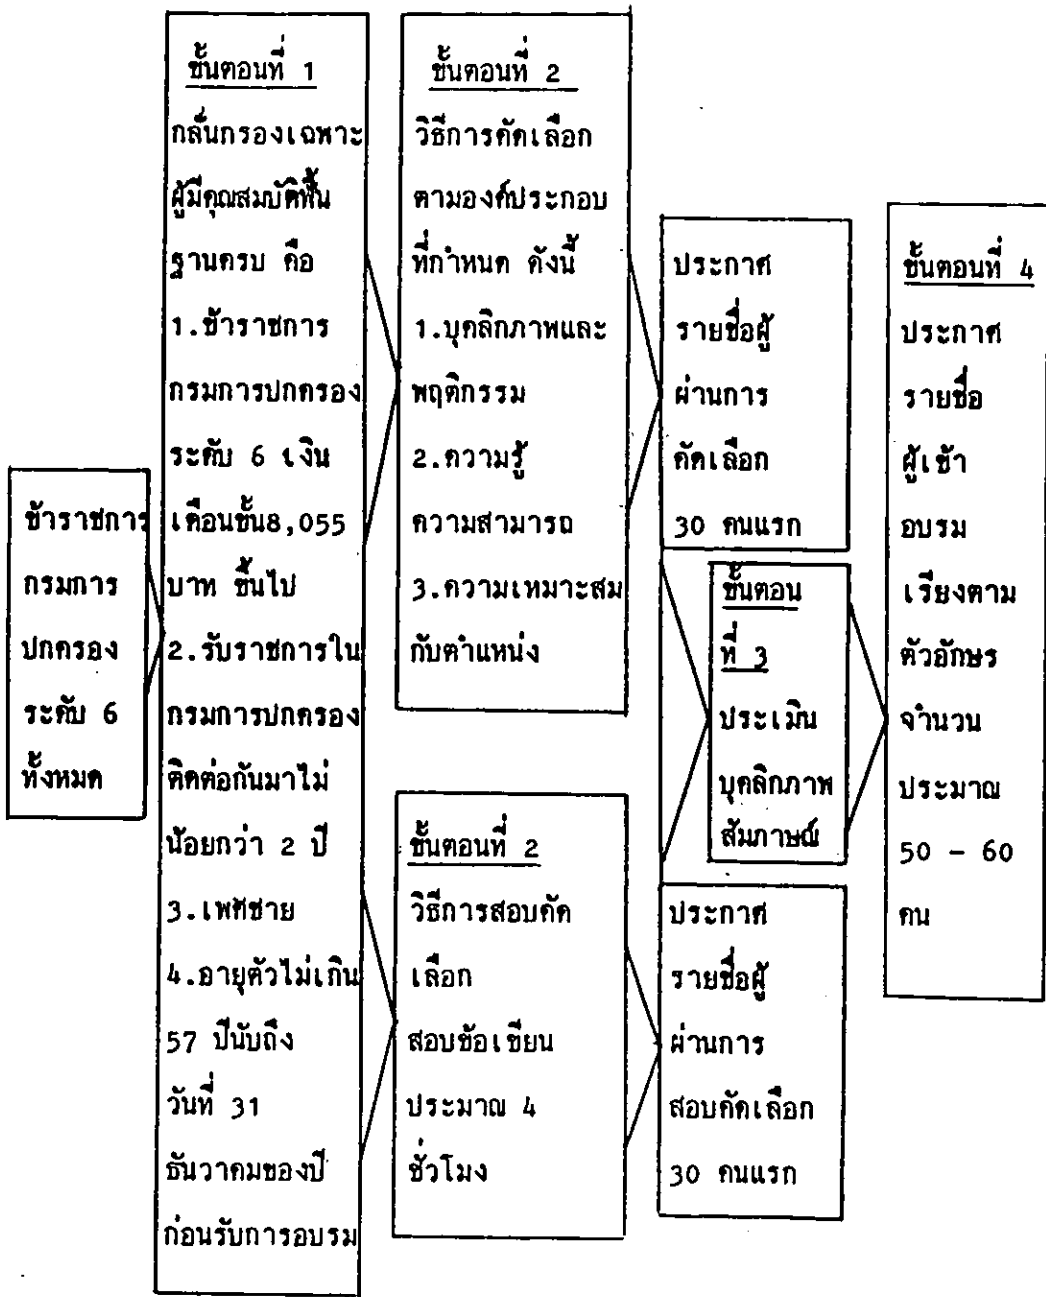 ข้าราชการ
กรมการ
ปกครอง
ระดับ 6
ทั้งหมด
ขั้นตอนที่ 1
กลั่นกรองเฉพาะ
ผู้มีคุณสมบัติพื้น
ฐานครบ คือ
1.ข้าราชการ
กรมการปกครอง
ระดับ 6 เงิน
เดือนขั้น8,055
บาท ขึ้นไป
2.รับราชการใน
กรมการปกครอง
ติดต่อกันมาไม่
น้อยกว่า 2 ปี
3.เพศชาย
4.อายุตัวไม่เกิน
57 ปีนับถึง
วันที่ 31
ธันวาคมของปี
ก่อนรับการอบรม
ขั้นตอนที่ 2
วิธีการคัดเลือก
ตามองค์ประกอบ
ที่กำหนด ดังนี้
1.บุคลิกภาพและ
พฤติกรรม
2.ความรู้
ความสามารถ
3.ความเหมาะสม
กับตำแหน่ง
ขั้นตอนที่ 2
วิธีการสอบคัด
เลือก
สอบข้อเขียน
ประมาณ 4
ชั่วโมง
ประกาศ
รายชื่อผู้
ผ่านการ
คัดเลือก
30 คนแรก
ประกาศ
รายชื่อผู้
ผ่านการ
สอบคัดเลือก
30 คนแรก
ขั้นตอน
ที่ 3
ประเมิน
บุคลิกภาพ
สัมภาษณ์
ขั้นตอนที่ 4
ประกาศ
รายชื่อ
ผู้เข้า
อบรม
เรียงตาม
ตัวอักษร
จำนวน
ประมาณ
50 - 60
คน